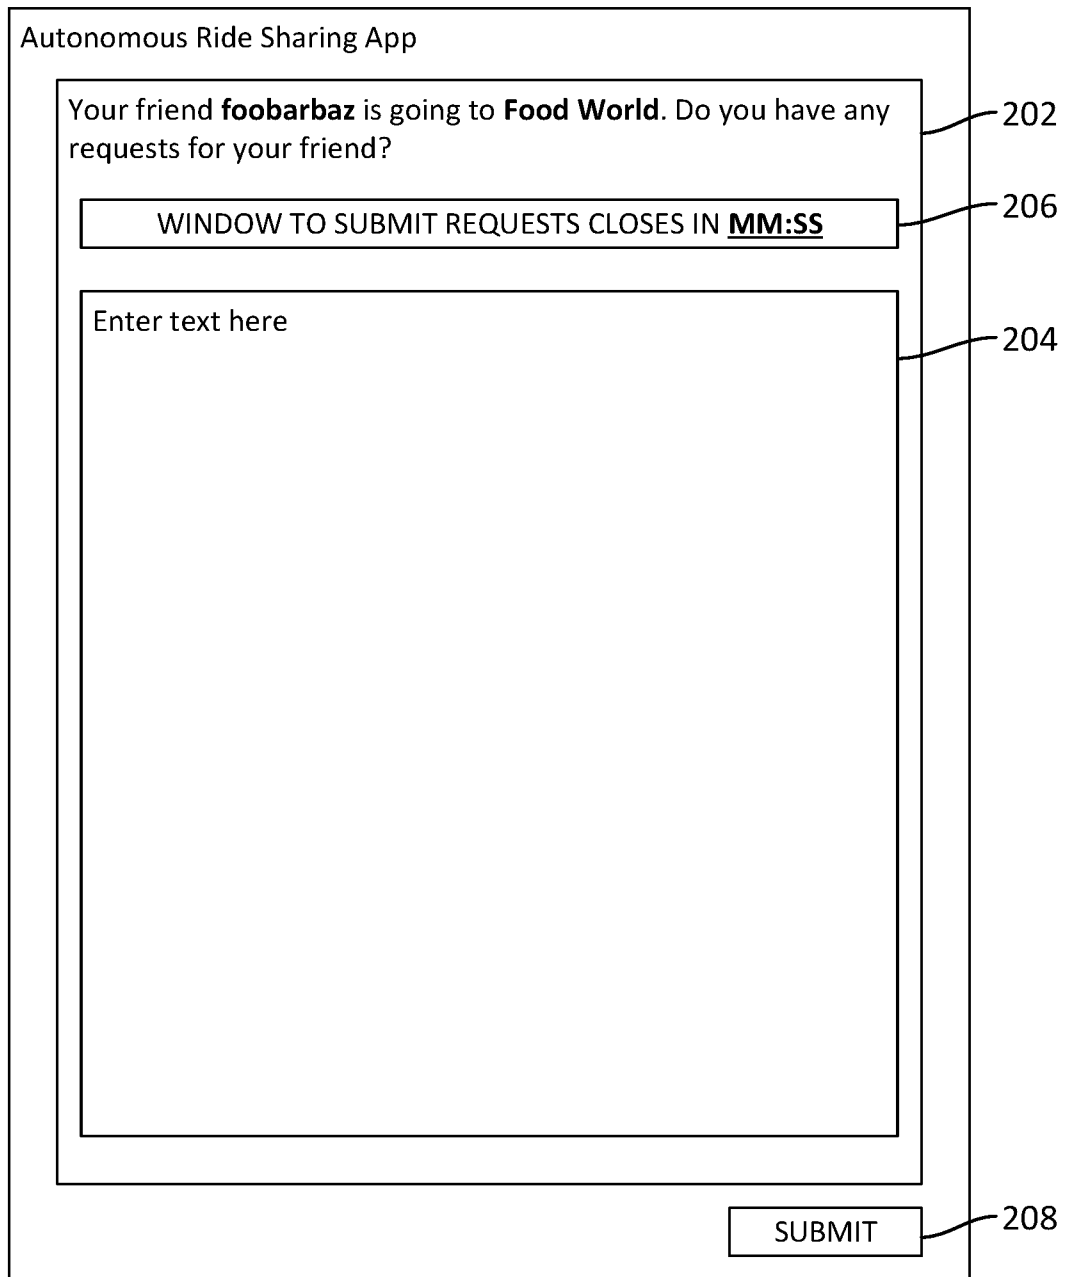 Autonomous Ride Sharing App
Your friend foobarbaz is going to Food World. Do you have any
requests for your friend?
202
WINDOW TO SUBMIT REQUESTS CLOSES IN MM:SS
206
Enter text here
204
SUBMIT
208